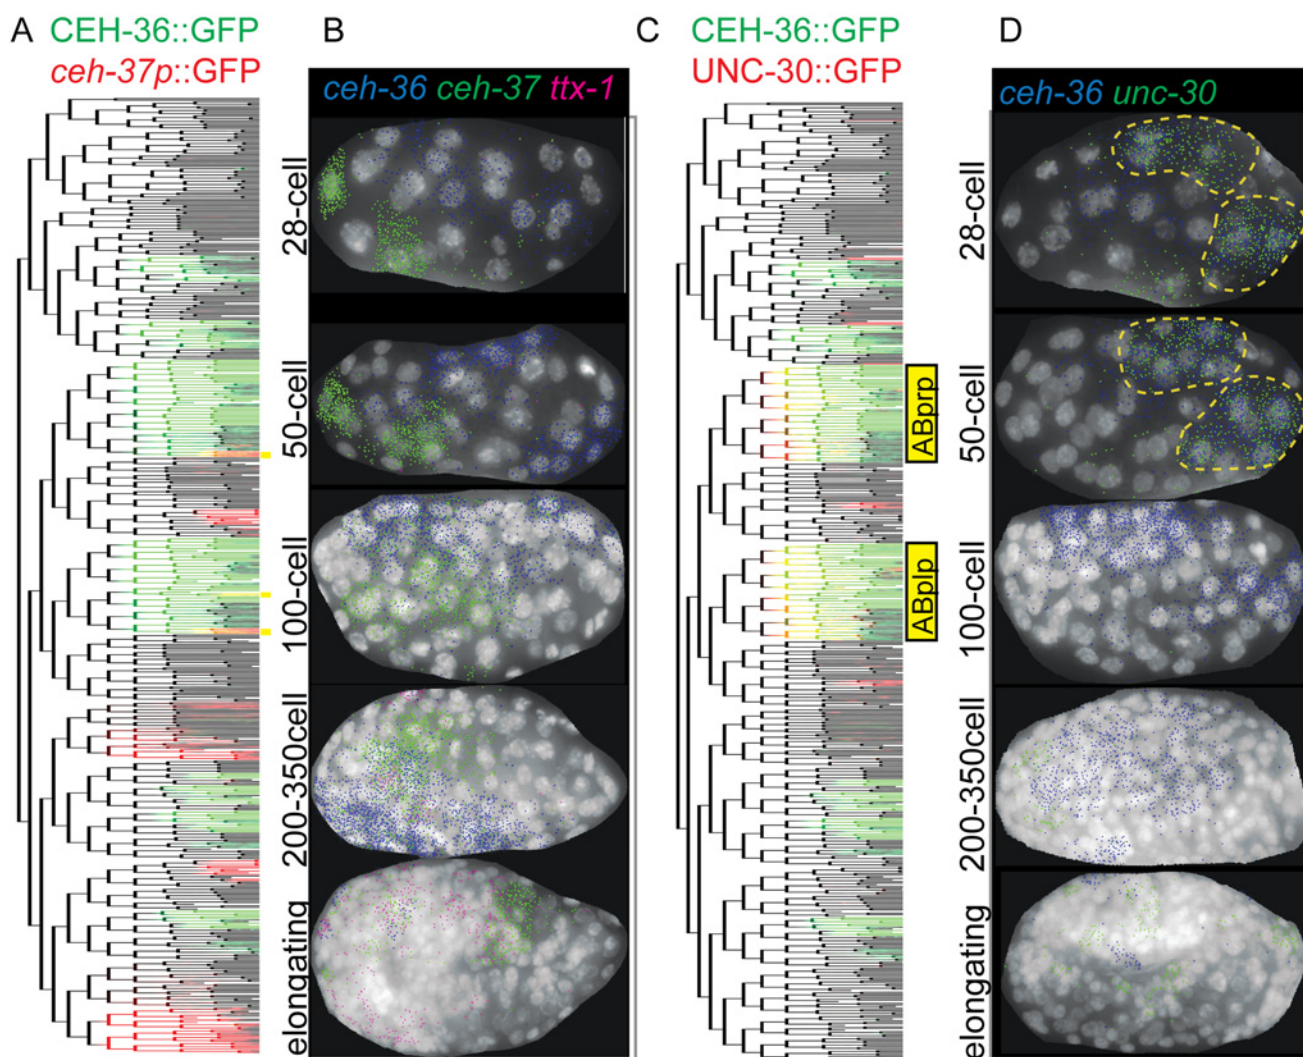 A CEH-36::GFP
ceh-37p::GFP
B
ceh-36 ceh-37 ttx-1
28-cell
50-cell
100-cell
200-350cell
elongating
C CEH-36::GFP
UNC-30::GFP
ABprp
ABplp
D
ceh-36 unc-30
28-cell
50-cell
100-cell
200-350cell
elongating